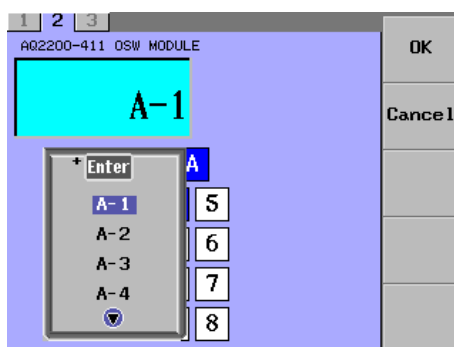 1 2 3
AQ2200-411 OSW MODULE
A-1
+ Enter
A-1
A-2
A-3
A-4
A
5
6
7
8
OK
Cancel